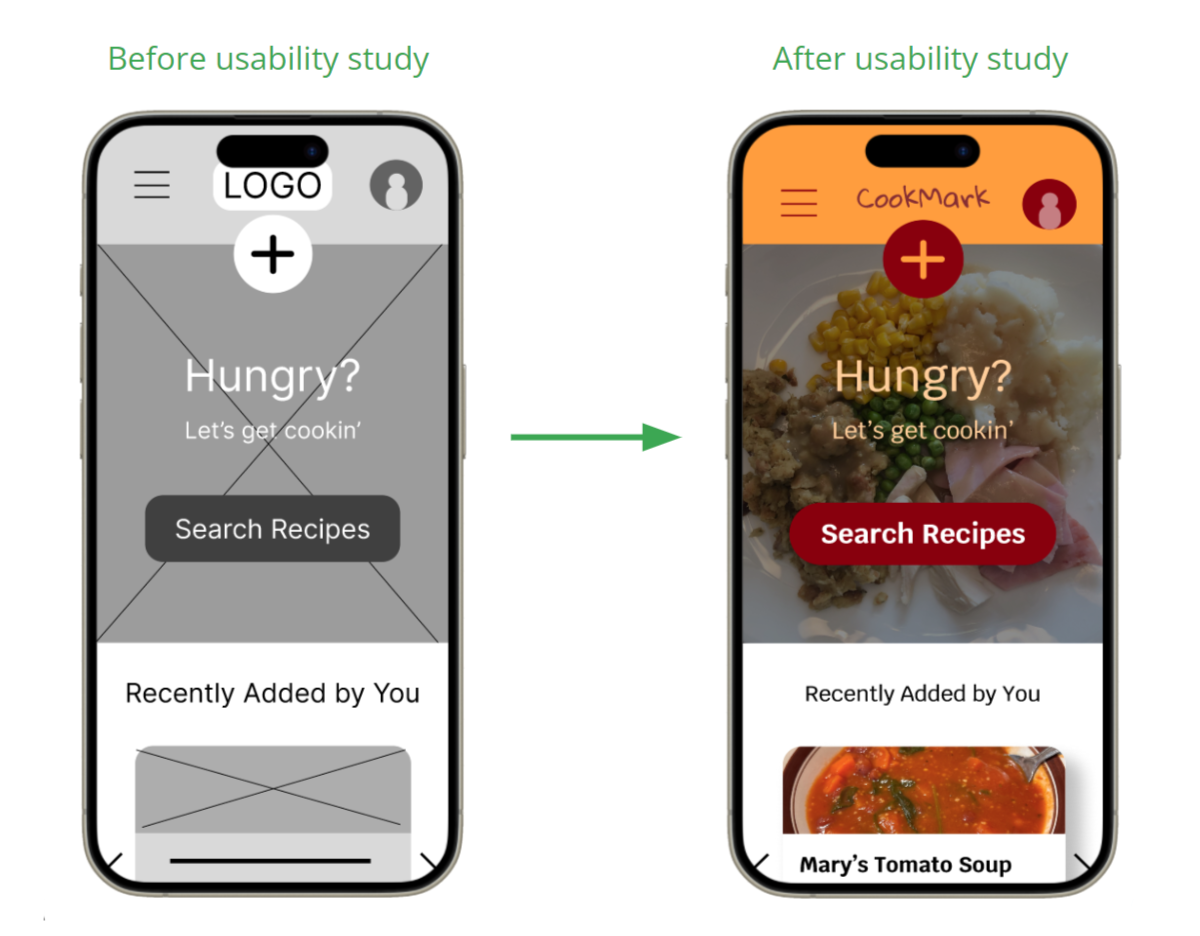 Before usability study
After usability study
LOGO
Hungry?
Let's get cookin'
Search Recipes
Recently Added by You
CookMark
Hungry?
Let's get cookin'
Search Recipes
Recently Added by You
Mary's Tomato Soup